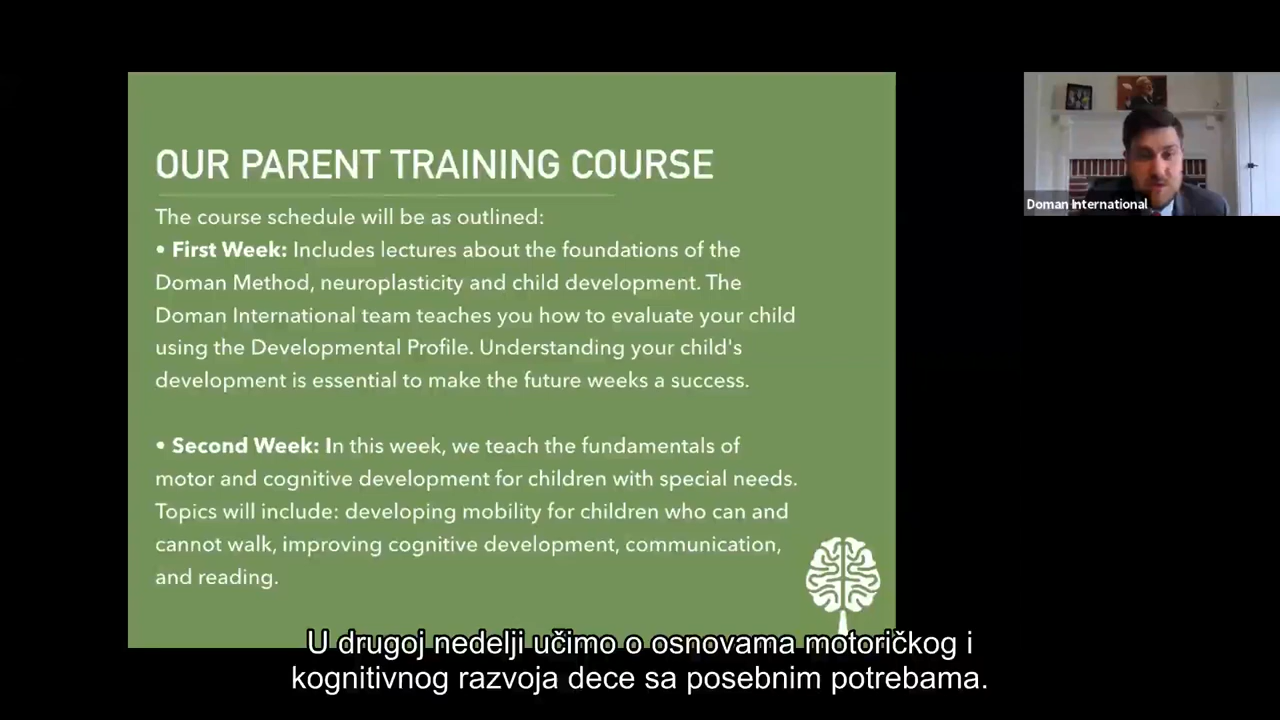 OUR PARENT TRAINING COURSE
The course schedule will be as outlined:
• First Week: Includes lectures about the foundations of the
Doman Method, neuroplasticity and child development. The
Doman International team teaches you how to evaluate your child
using the Developmental Profile. Understanding your child's
development is essential to make the future weeks a success.
• Second Week: In this week, we teach the fundamentals of
motor and cognitive development for children with special needs.
Topics will include: developing mobility for children who can and
cannot walk, improving cognitive development, communication,
and reading.
Doman International
U drugoj nedelji učimo o osnovama motoričkog i
kognitivnog razvoja dece sa posebnim potrebama.